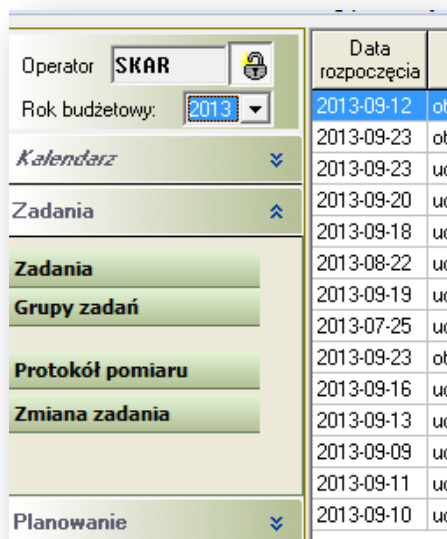 Operator SKAR
Rok budżetowy: 2013
Kalendarz
Zadania
Zadania
Grupy zadań
Protokół pomiaru
Zmiana zadania
Planowanie
Data
rozpoczęcia
2013-09-12
2013-09-23
2013-09-23
2013-09-20
2013-09-18
2013-08-22
2013-09-19
2013-07-25
2013-09-23
2013-09-16
2013-09-13
2013-09-09
2013-09-11
2013-09-10